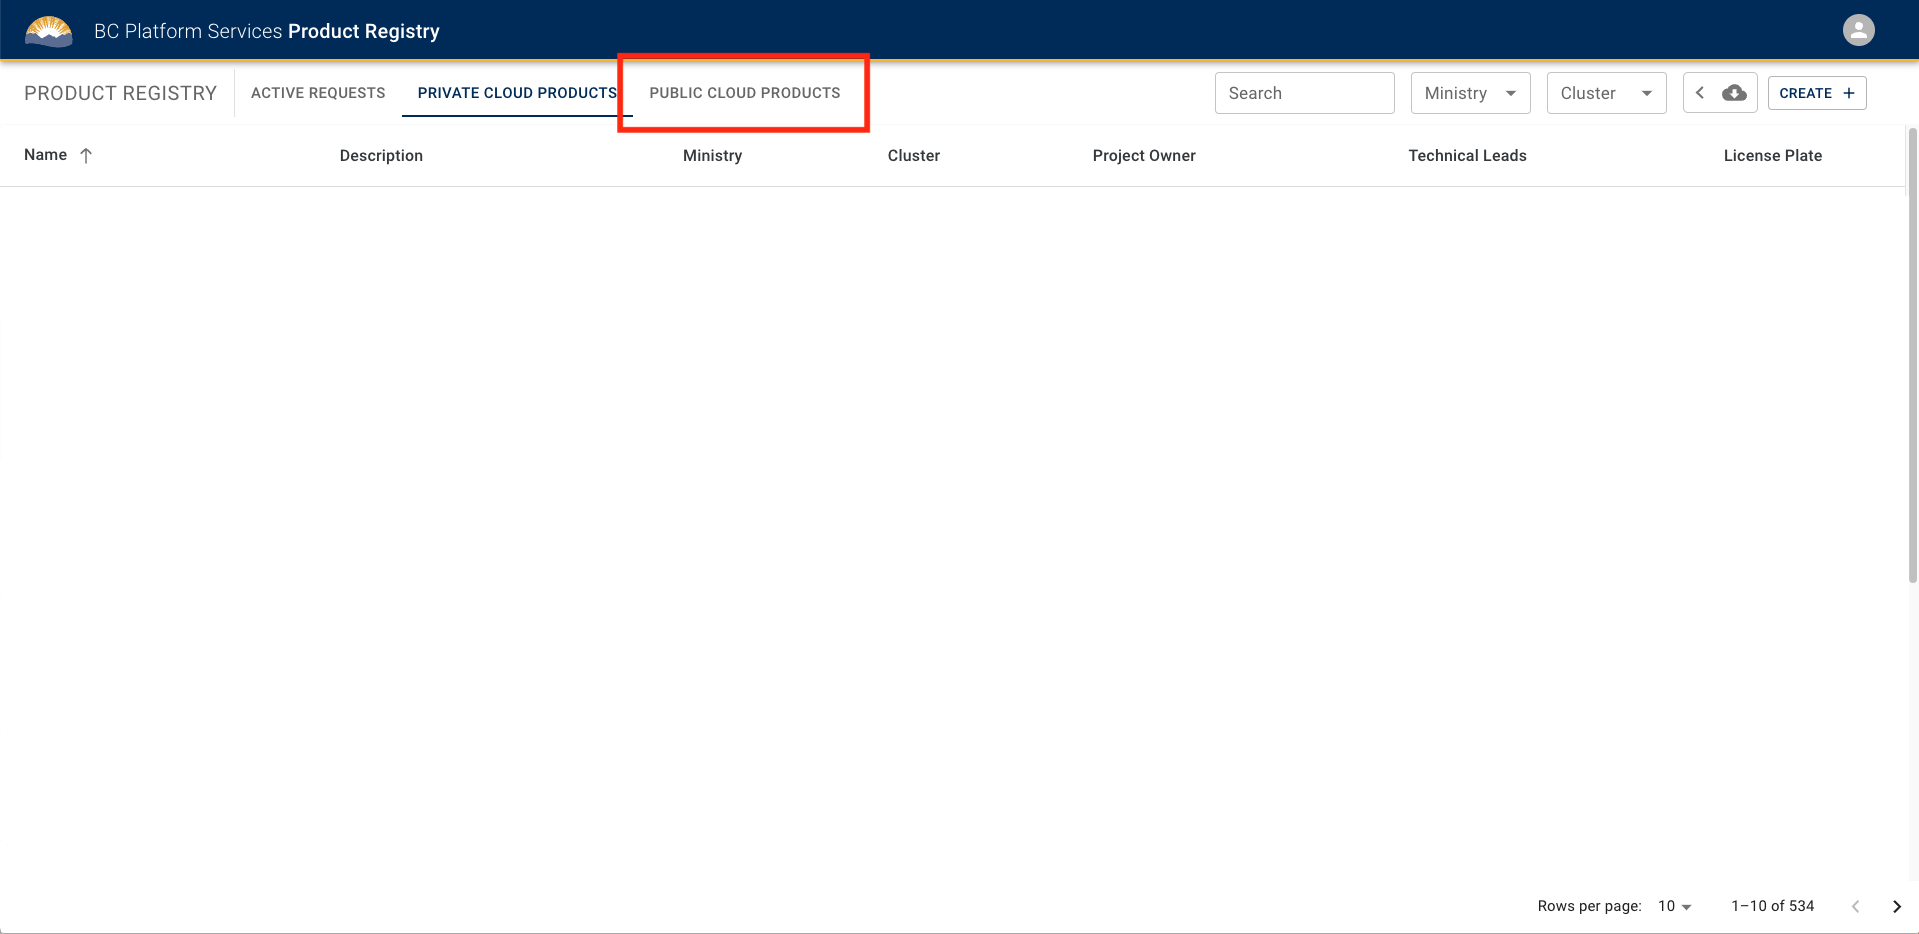 BC Platform Services Product Registry
PRODUCT REGISTRY
ACTIVE REQUESTS
PRIVATE CLOUD PRODUCTS
PUBLIC CLOUD PRODUCTS
Search
Ministry
Cluster
CREATE +
Name
Description
Ministry
Cluster
Project Owner
Technical Leads
License Plate
Rows per page: 10
1–10 of 534